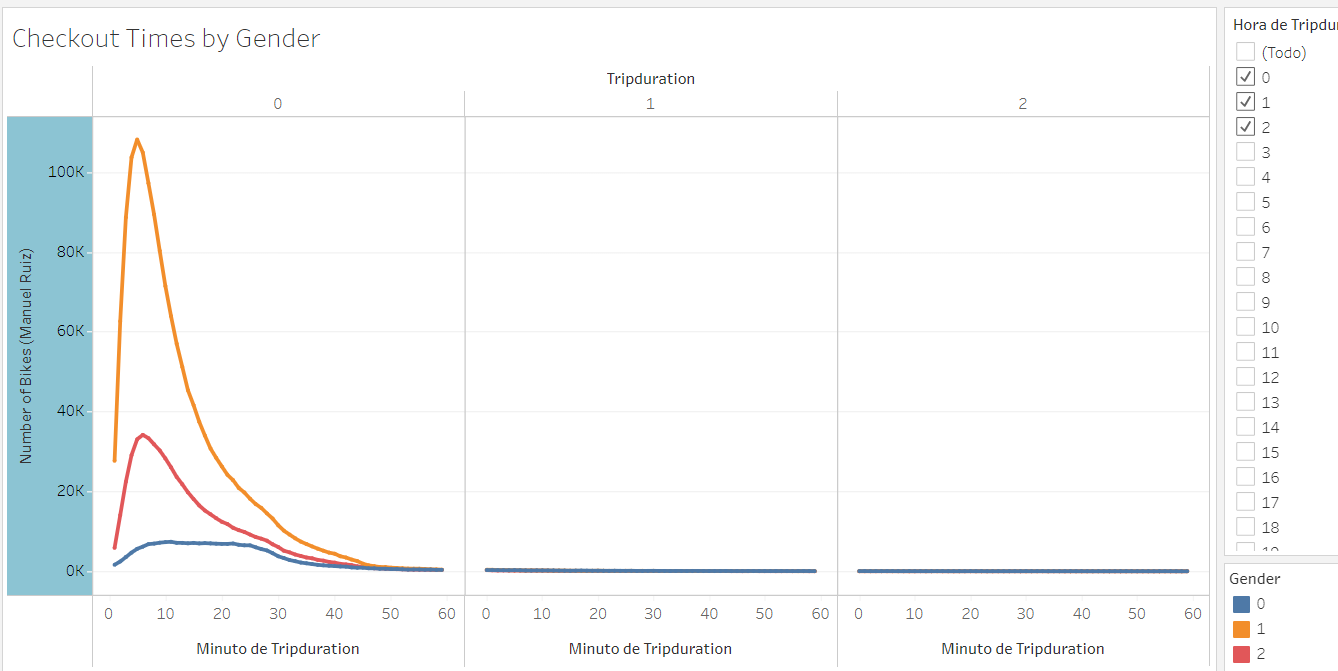 Checkout Times by Gender
Tripduration
0 1 2
Number of Bikes (Manuel Ruiz)
100K
80K
60K
40K
20K
0K
0 10 20 30 40 50 60 0 10 20 30 40 50 60 0 10 20 30 40 50 60
Minuto de Tripduration Minuto de Tripduration Minuto de Tripduration
Hora de Tripdur
(Todo)
0
1
2
3
4
5
6
7
8
9
10
11
12
13
14
15
16
17
18
Gender
0
1
2